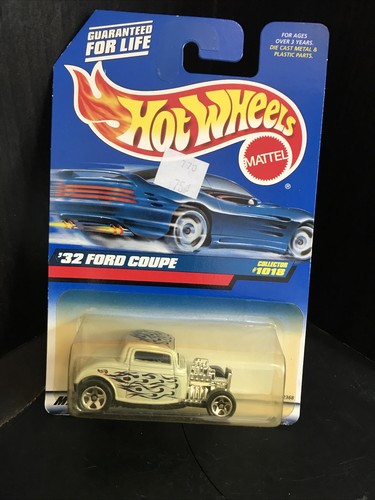 GUARANTEED
FOR LIFE
FOR AGES
OVER 3 YEARS.
DIE CAST METAL &
PLASTIC PARTS.
HOT WHEELS
MATTEL
®
'32 FORD COUPE
COLLECTOR
#1018